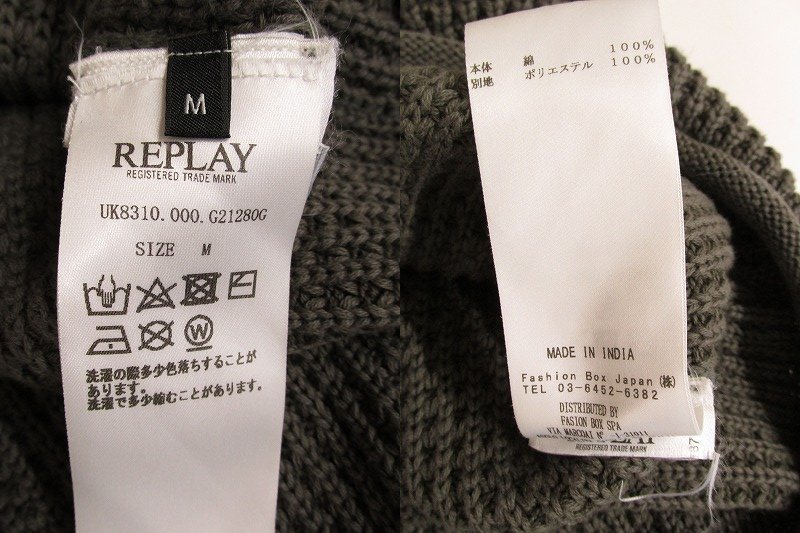 M
REPLAY
REGISTERED TRADE MARK
UK8310.000.G21280G
SIZE M
W
洗濯の際多少色落ちすることが
あります。
洗濯で多少縮むことがあります。
本体 綿 100%
別地 ポリエステル 100%
MADE IN INDIA
Fashion Box Japan (株)
TEL 03-6452-6382
DISTRIBUTED BY
FASION BOX SPA
VIA MARCOAI N°
REGISTERED TRADE MARK